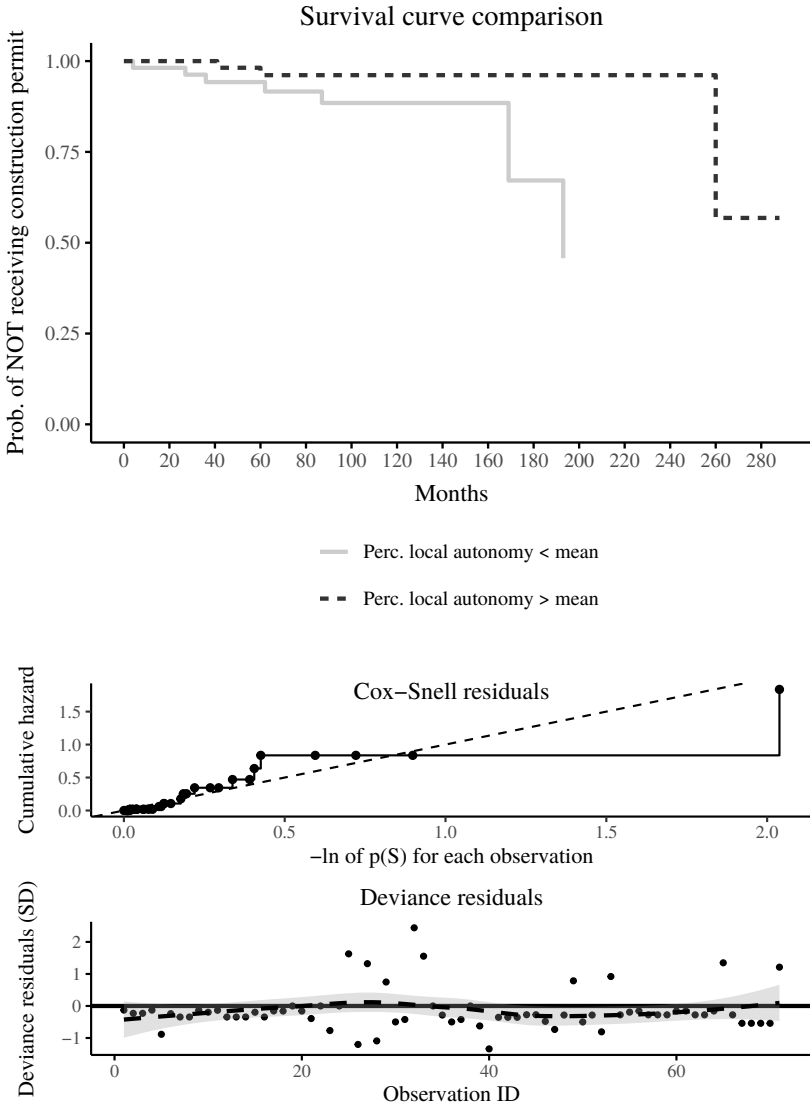 Survival curve comparison
Prob. of NOT receiving construction permit
1.00
0.75
0.50
0.25
0.00
0 20 40 60 80 100 120 140 160 180 200 220 240 260 280
Months
Perc. local autonomy < mean
Perc. local autonomy > mean
Cox−Snell residuals
Cumulative hazard
1.5
1.0
0.5
0.0
0.0 0.5 1.0 1.5 2.0
−ln of p(S) for each observation
Deviance residuals
Deviance residuals (SD)
2
1
0
−1
0 20 40 60
Observation ID